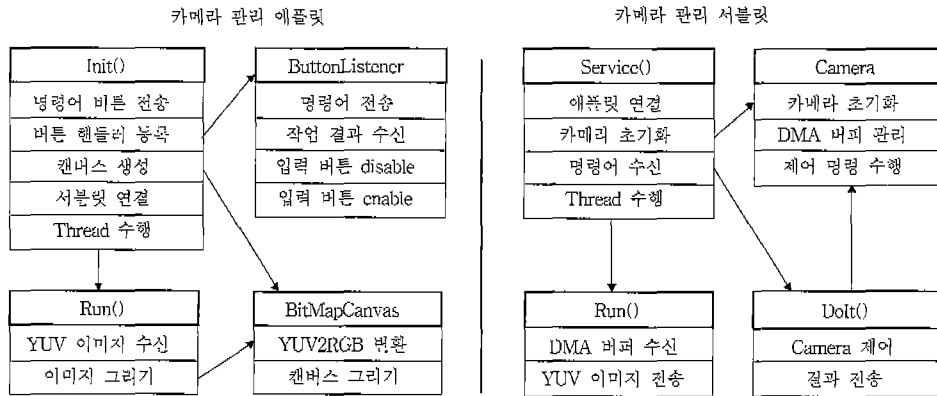 카메라 관리 애플릿
Init()
명령어 버튼 전송
버튼 핸들러 등록
캔버스 생성
서블릿 연결
Thread 수행
ButtonListener
명령어 전송
작업 결과 수신
입력 버튼 disable
입력 버튼 enable
Run()
YUV 이미지 수신
이미지 그리기
BitMapCanvas
YUV2RGB 변환
캔버스 그리기
카메라 관리 서블릿
Service()
애플릿 연결
카메라 초기화
명령어 수신
Thread 수행
Camera
카메라 초기화
DMA 버퍼 관리
제어 명령 수행
Run()
DMA 버퍼 수신
YUV 이미지 전송
DoIt()
Camera 제어
결과 전송